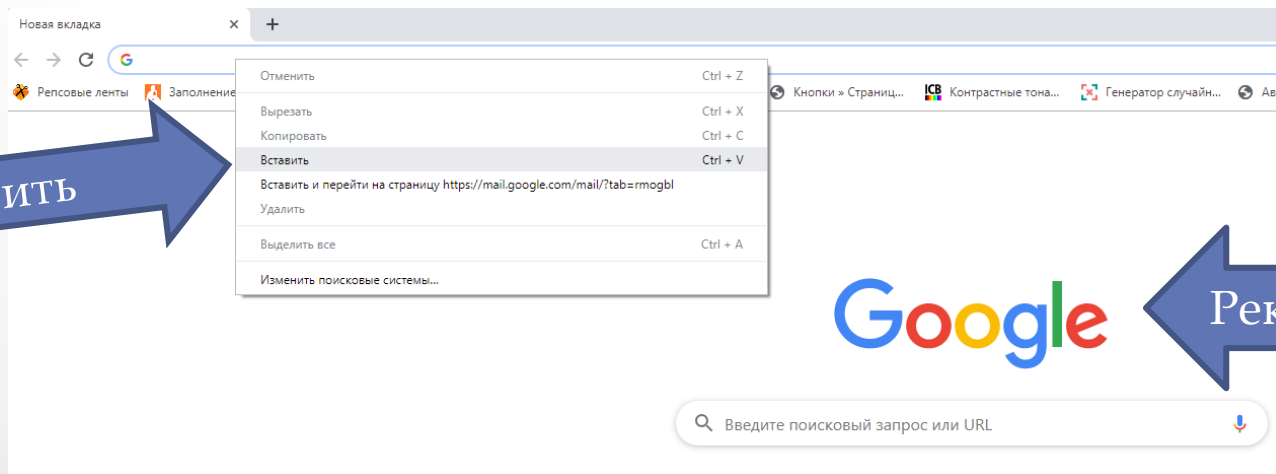 Новая вкладка
Репсовые ленты Заполнение Кнопки » Страниц... ICB Контрастные тона... Генератор случайн... Ав
Отменить Ctrl + Z
Вырезать Ctrl + X
Копировать Ctrl + C
Вставить Ctrl + V
Вставить и перейти на страницу https://mail.google.com/mail/?tab=rmogbl
Удалить
Выделить все Ctrl + A
Изменить поисковые системы...
ить
Google
Рек
Введите поисковый запрос или URL